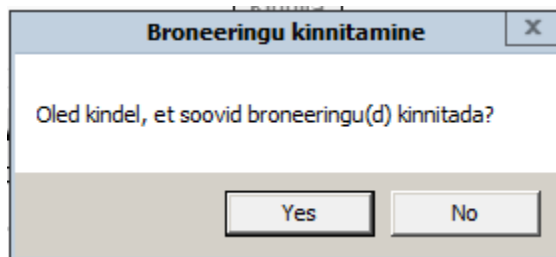 Broneeringu kinnitamine
x
Oled kindel, et soovid broneeringu(d) kinnitada?
Yes
No